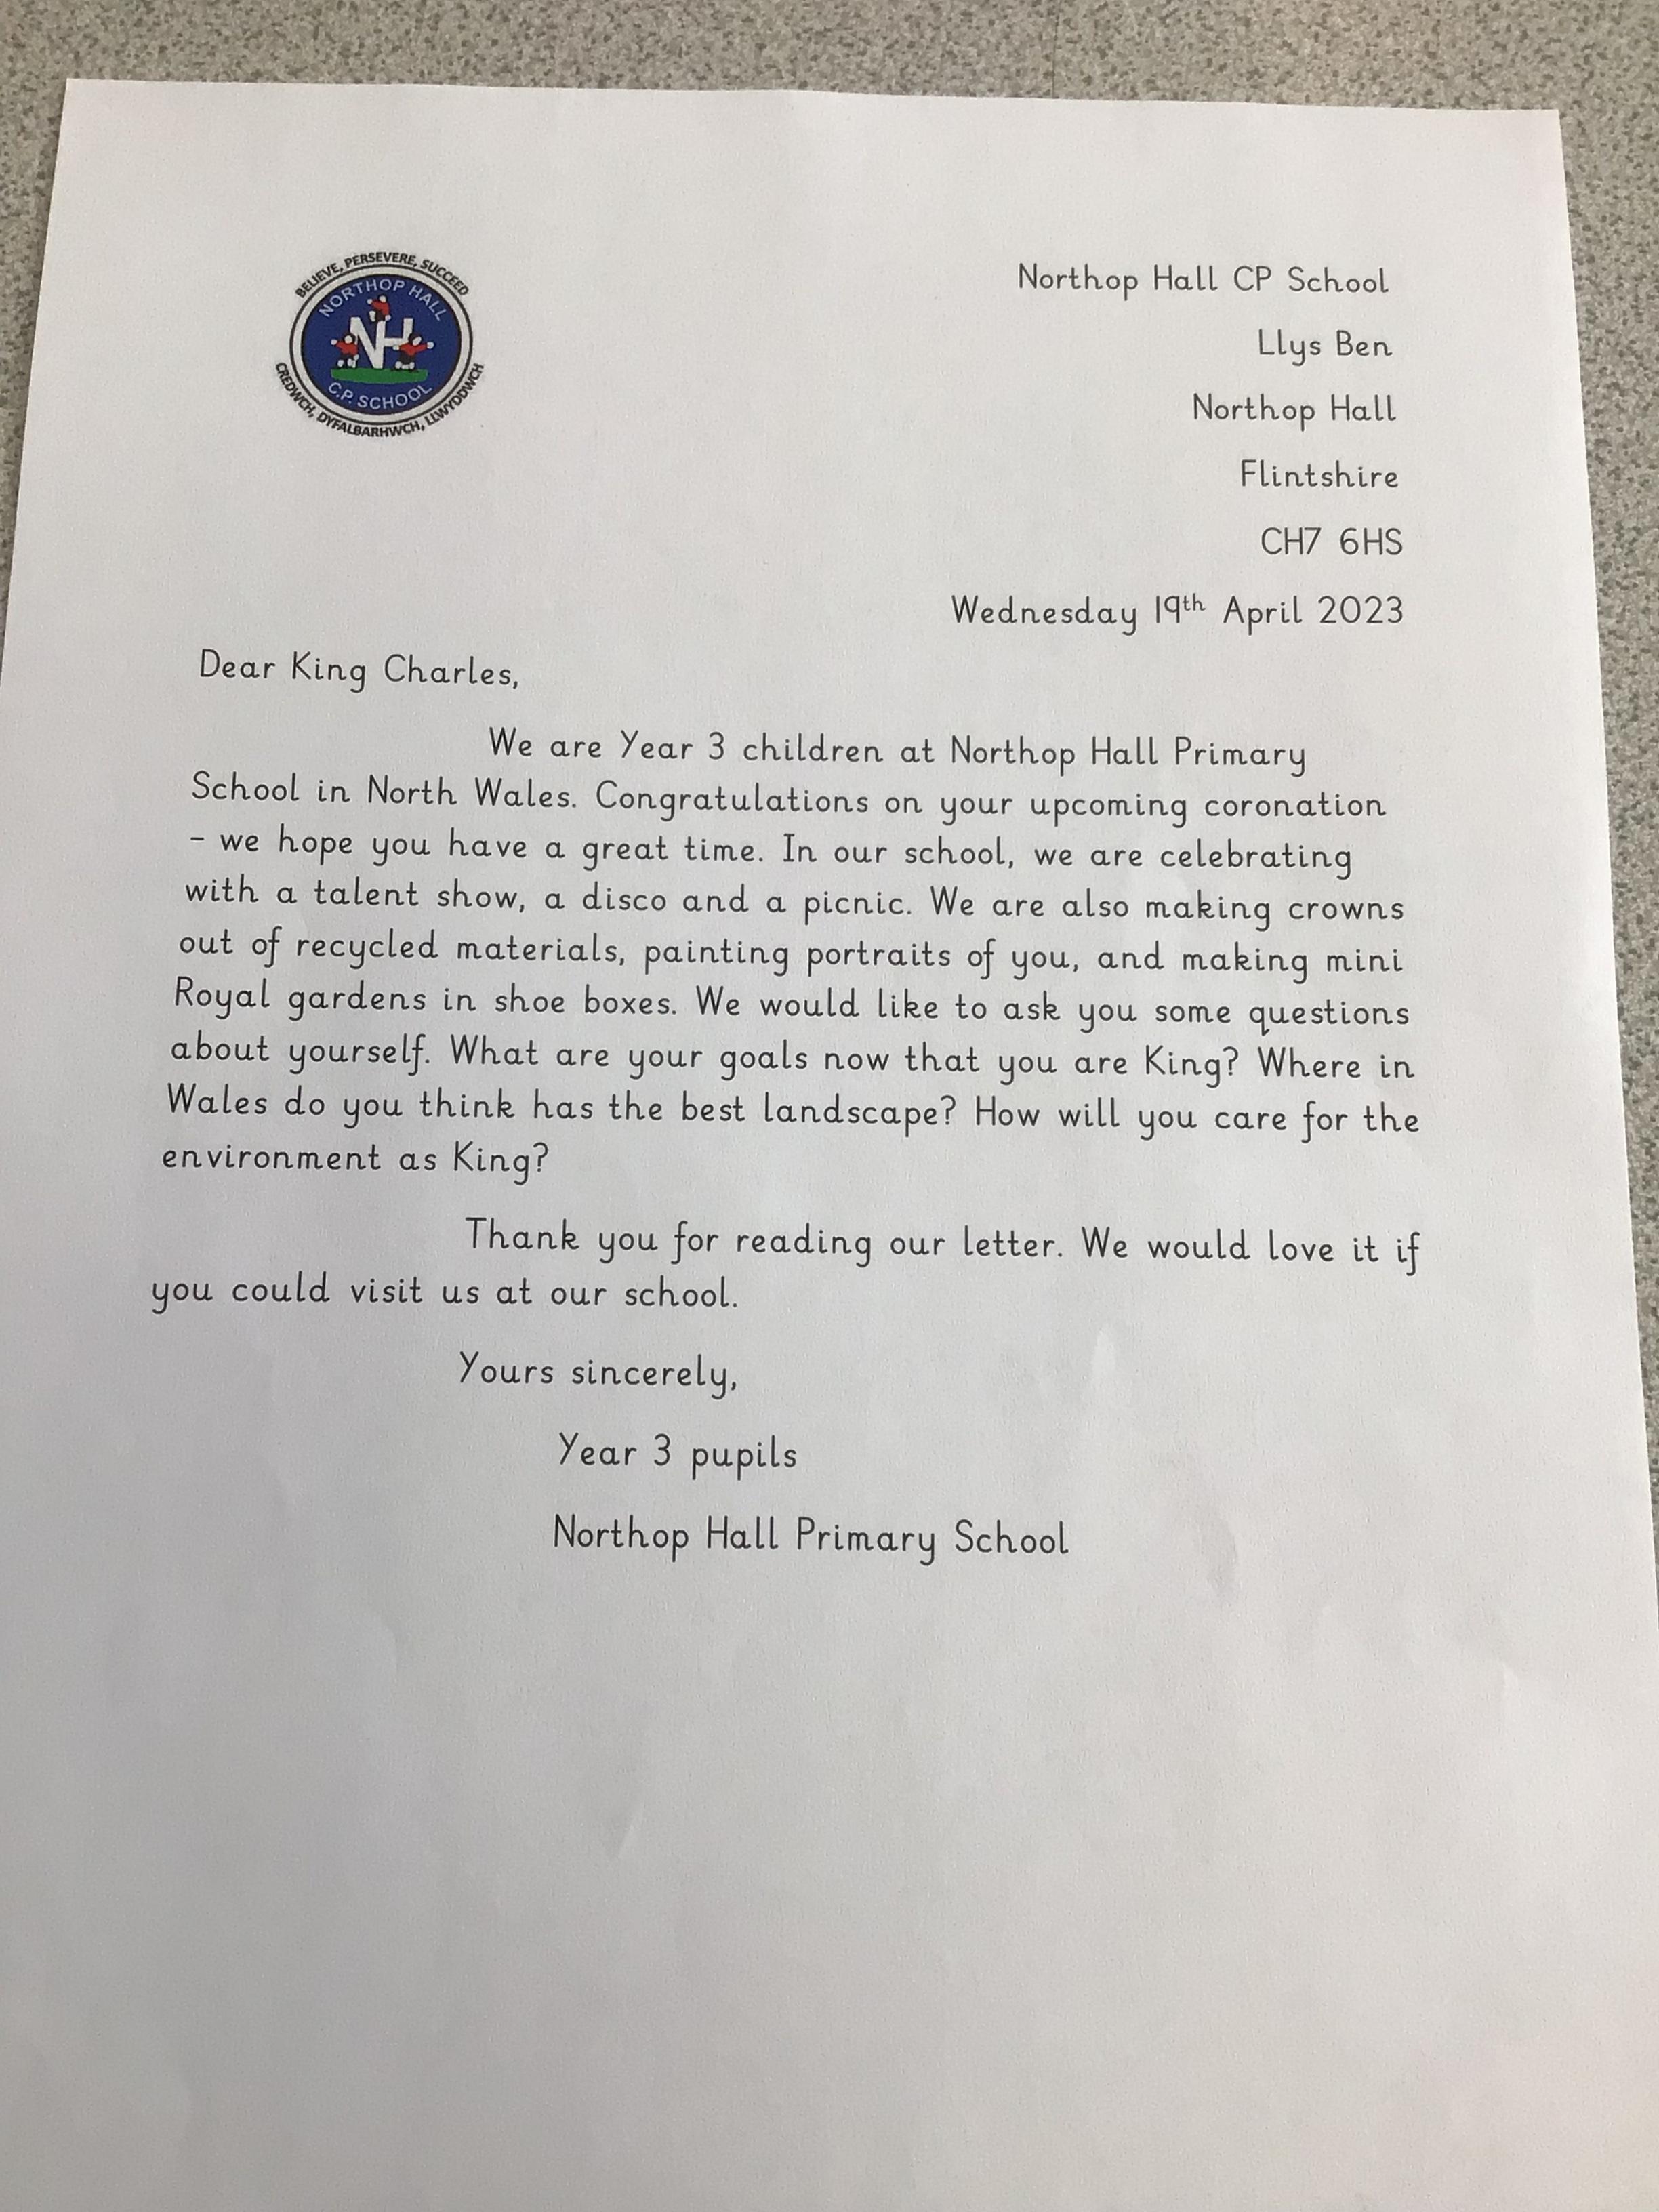 BELIEVE, PERSEVERE, SUCCEED
NORTHOP HALL
NH
C.P. SCHOOL
CREDWCH, DYFALBARHWCH, LLWYDDWCH
Northop Hall CP School
Llys Ben
Northop Hall
Flintshire
CH7 6HS
Wednesday 19th April 2023
Dear King Charles,
We are Year 3 children at Northop Hall Primary
School in North Wales. Congratulations on your upcoming coronation
– we hope you have a great time. In our school, we are celebrating
with a talent show, a disco and a picnic. We are also making crowns
out of recycled materials, painting portraits of you, and making mini
Royal gardens in shoe boxes. We would like to ask you some questions
about yourself. What are your goals now that you are King? Where in
Wales do you think has the best landscape? How will you care for the
environment as King?
Thank you for reading our letter. We would love it if
you could visit us at our school.
Yours sincerely,
Year 3 pupils
Northop Hall Primary School